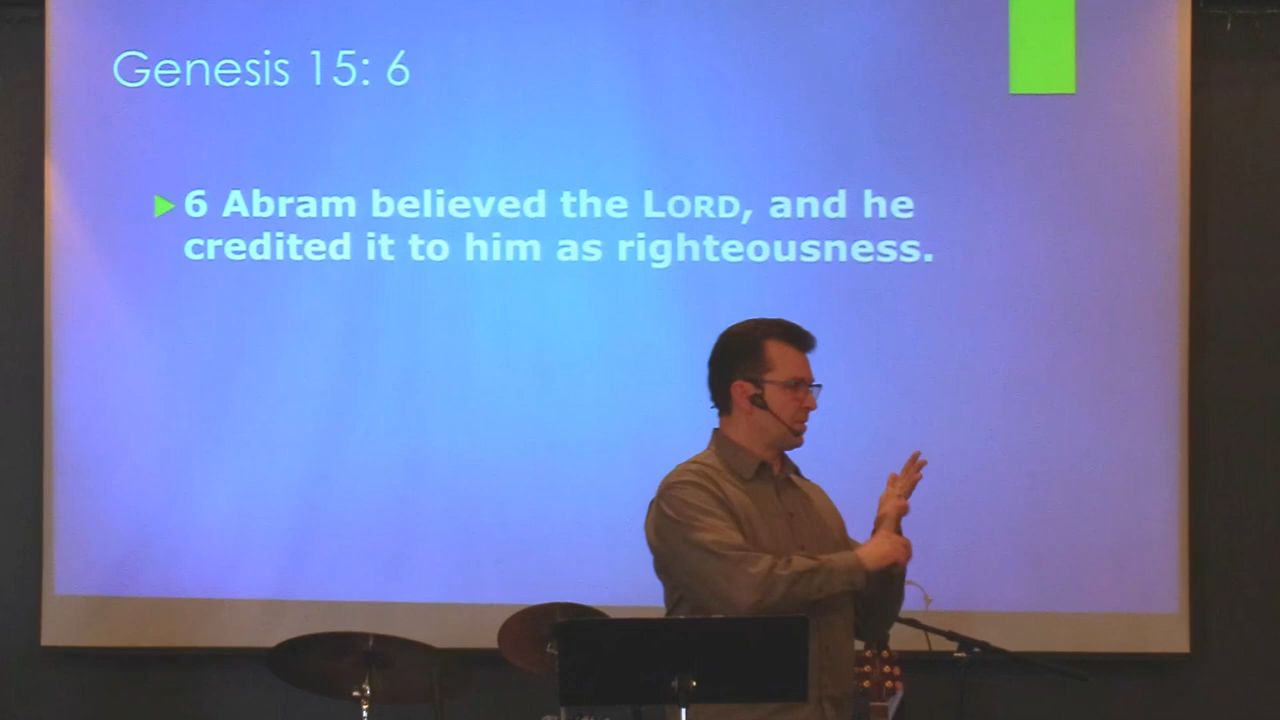 Genesis 15: 6
6 Abram believed the LORD, and he
credited it to him as righteousness.